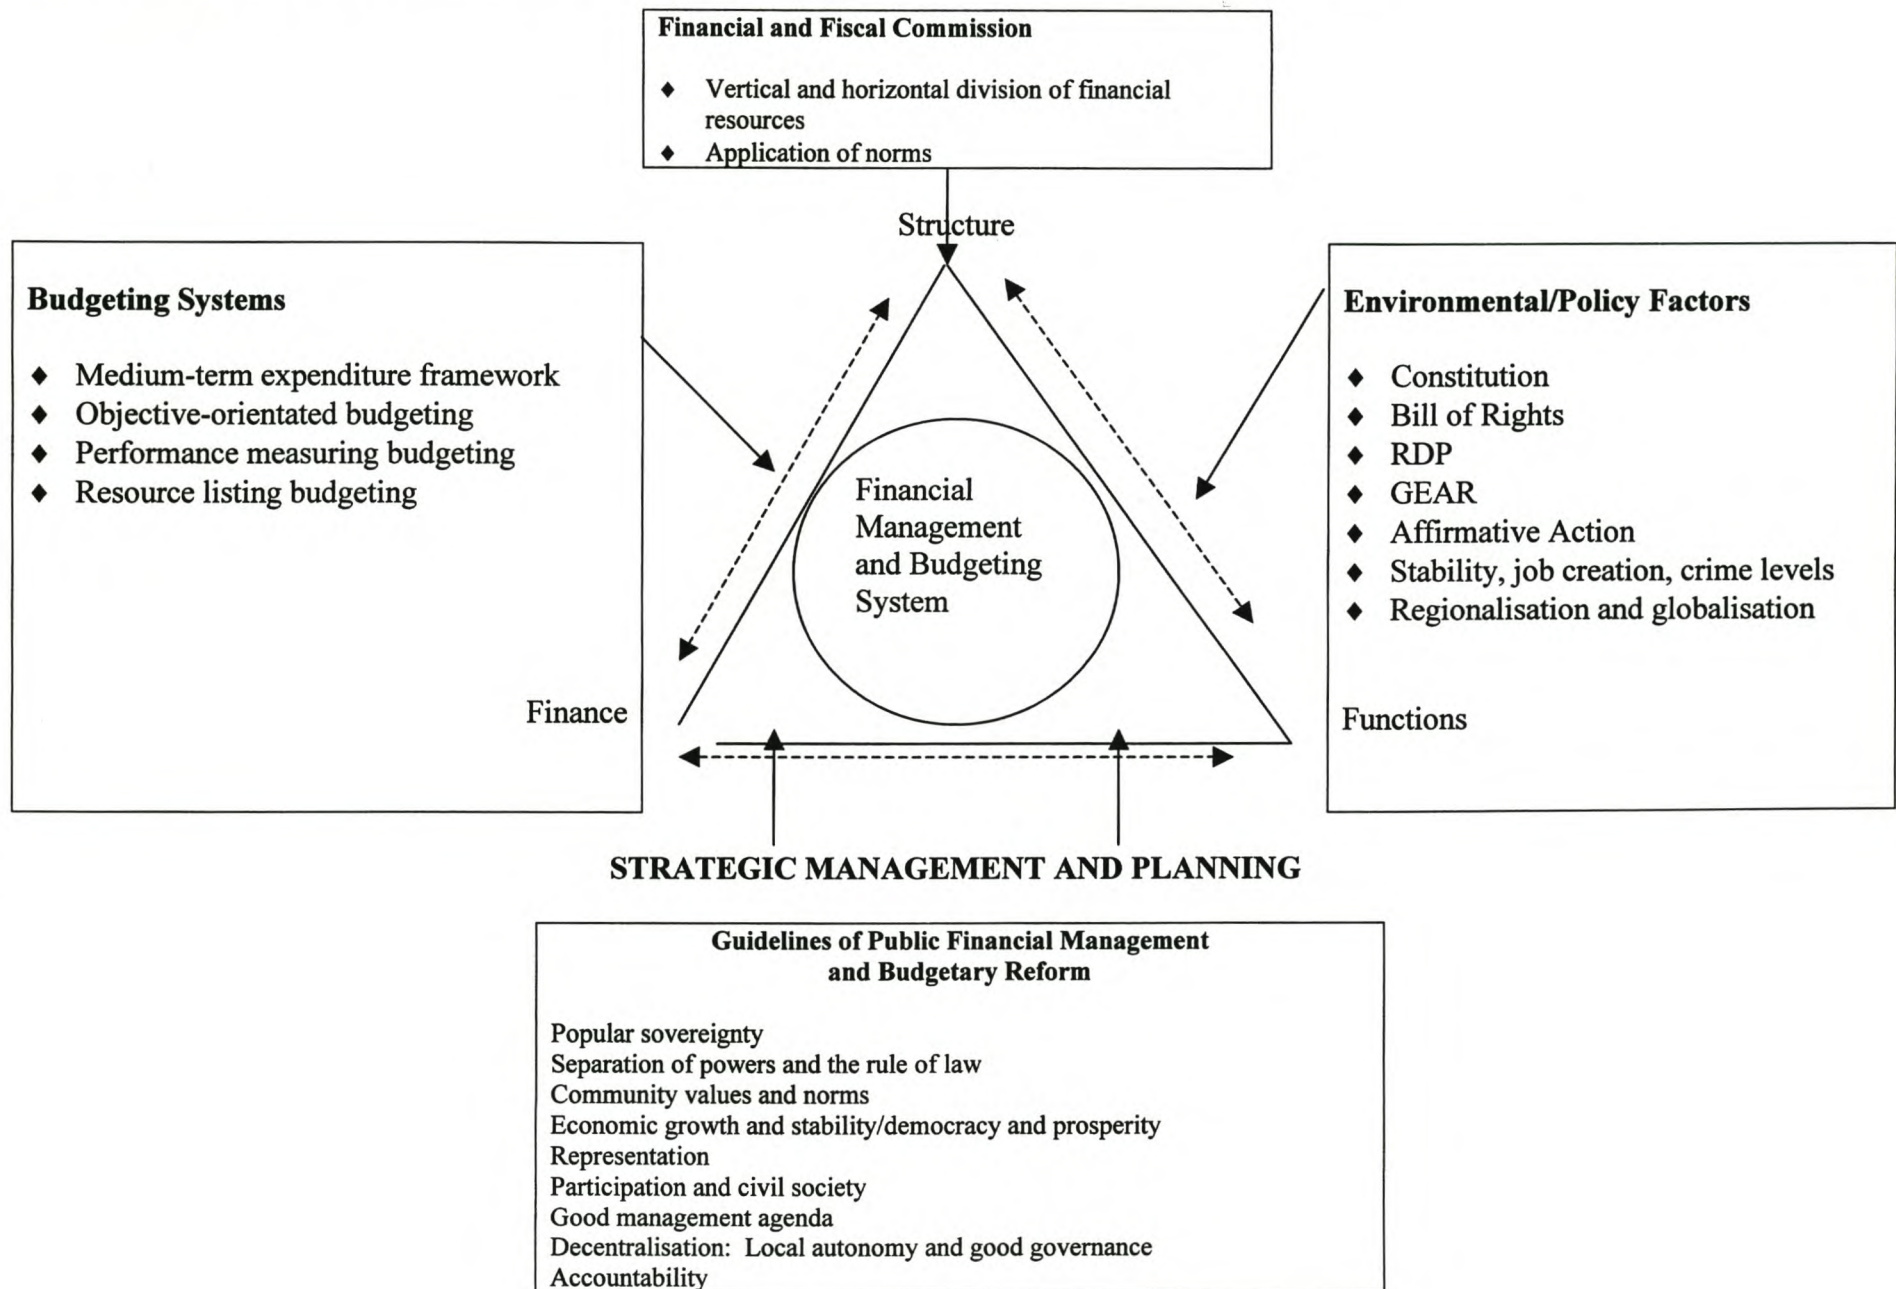 Financial and Fiscal Commission
♦ Vertical and horizontal division of financial
resources
♦ Application of norms
Structure
Budgeting Systems
♦ Medium-term expenditure framework
♦ Objective-orientated budgeting
♦ Performance measuring budgeting
♦ Resource listing budgeting
Finance
Financial
Management
and Budgeting
System
Environmental/Policy Factors
♦ Constitution
♦ Bill of Rights
♦ RDP
♦ GEAR
♦ Affirmative Action
♦ Stability, job creation, crime levels
♦ Regionalisation and globalisation
Functions
STRATEGIC MANAGEMENT AND PLANNING
Guidelines of Public Financial Management
and Budgetary Reform
Popular sovereignty
Separation of powers and the rule of law
Community values and norms
Economic growth and stability/democracy and prosperity
Representation
Participation and civil society
Good management agenda
Decentralisation: Local autonomy and good governance
Accountability